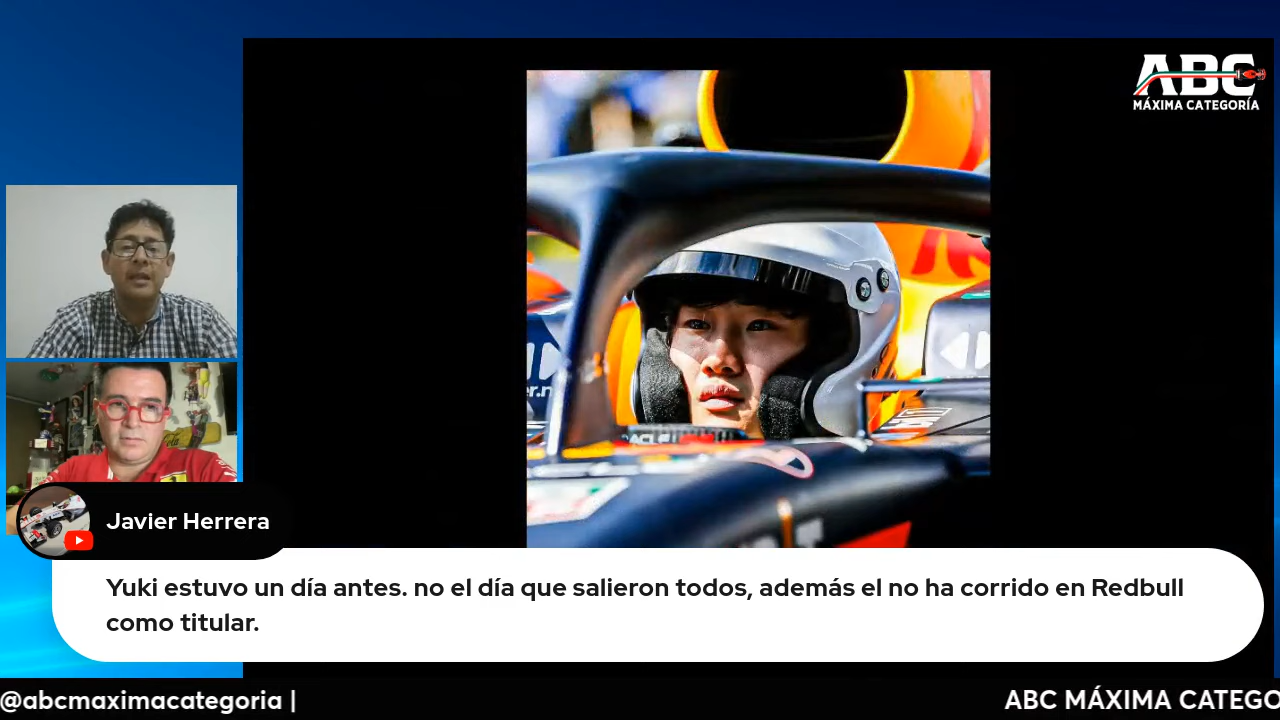 ABC
MÁXIMA CATEGORÍA
ORACLE
Javier Herrera
Yuki estuvo un día antes. no el día que salieron todos, además el no ha corrido en Redbull
como titular.
@abcmaximacategoria |
ABC MÁXIMA CATEGO